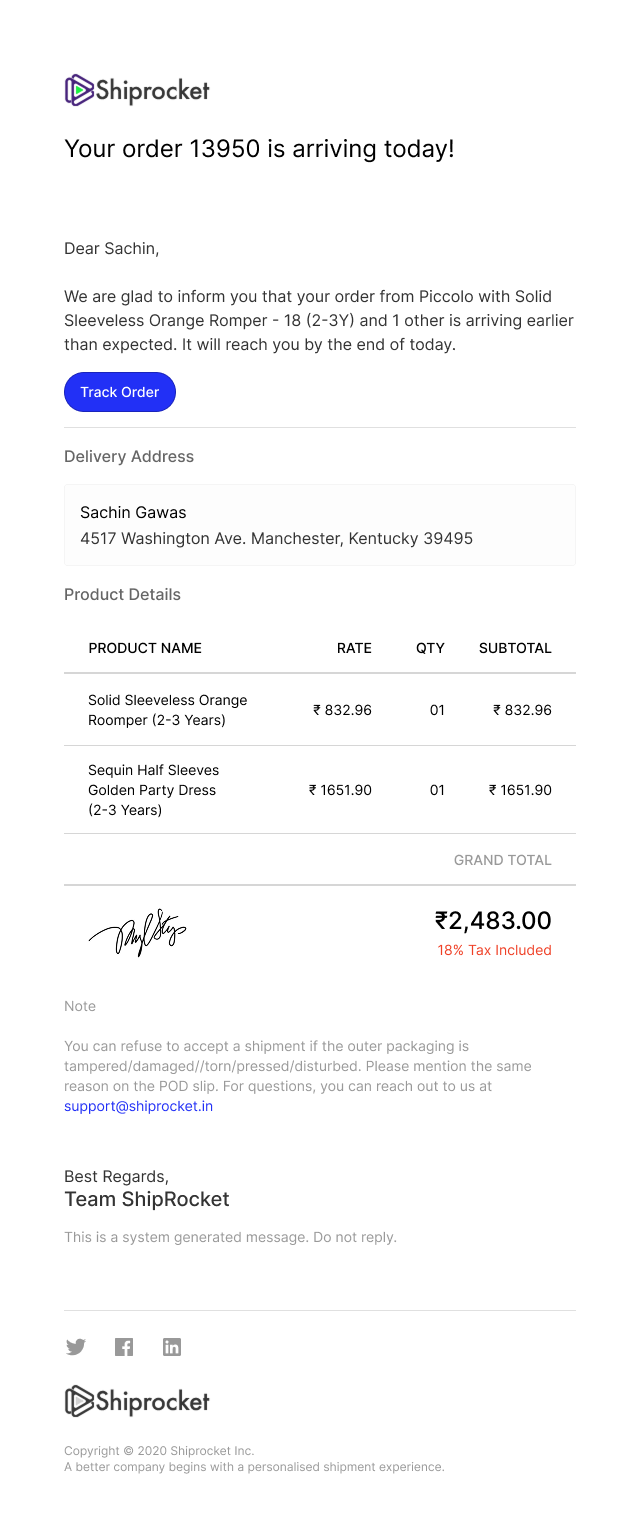 Shiprocket
Your order 13950 is arriving today!
Dear Sachin,
We are glad to inform you that your order from Piccolo with Solid
Sleeveless Orange Romper - 18 (2-3Y) and 1 other is arriving earlier
than expected. It will reach you by the end of today.
Track Order
Delivery Address
Sachin Gawas
4517 Washington Ave. Manchester, Kentucky 39495
Product Details
PRODUCT NAME RATE QTY SUBTOTAL
Solid Sleeveless Orange
Roomper (2-3 Years) ₹ 832.96 01 ₹ 832.96
Sequin Half Sleeves
Golden Party Dress ₹ 1651.90 01 ₹ 1651.90
(2-3 Years)
GRAND TOTAL
₹2,483.00
18% Tax Included
Note
You can refuse to accept a shipment if the outer packaging is
tampered/damaged//torn/pressed/disturbed. Please mention the same
reason on the POD slip. For questions, you can reach out to us at
support@shiprocket.in
Best Regards,
Team ShipRocket
This is a system generated message. Do not reply.
Shiprocket
Copyright © 2020 Shiprocket Inc.
A better company begins with a personalised shipment experience.